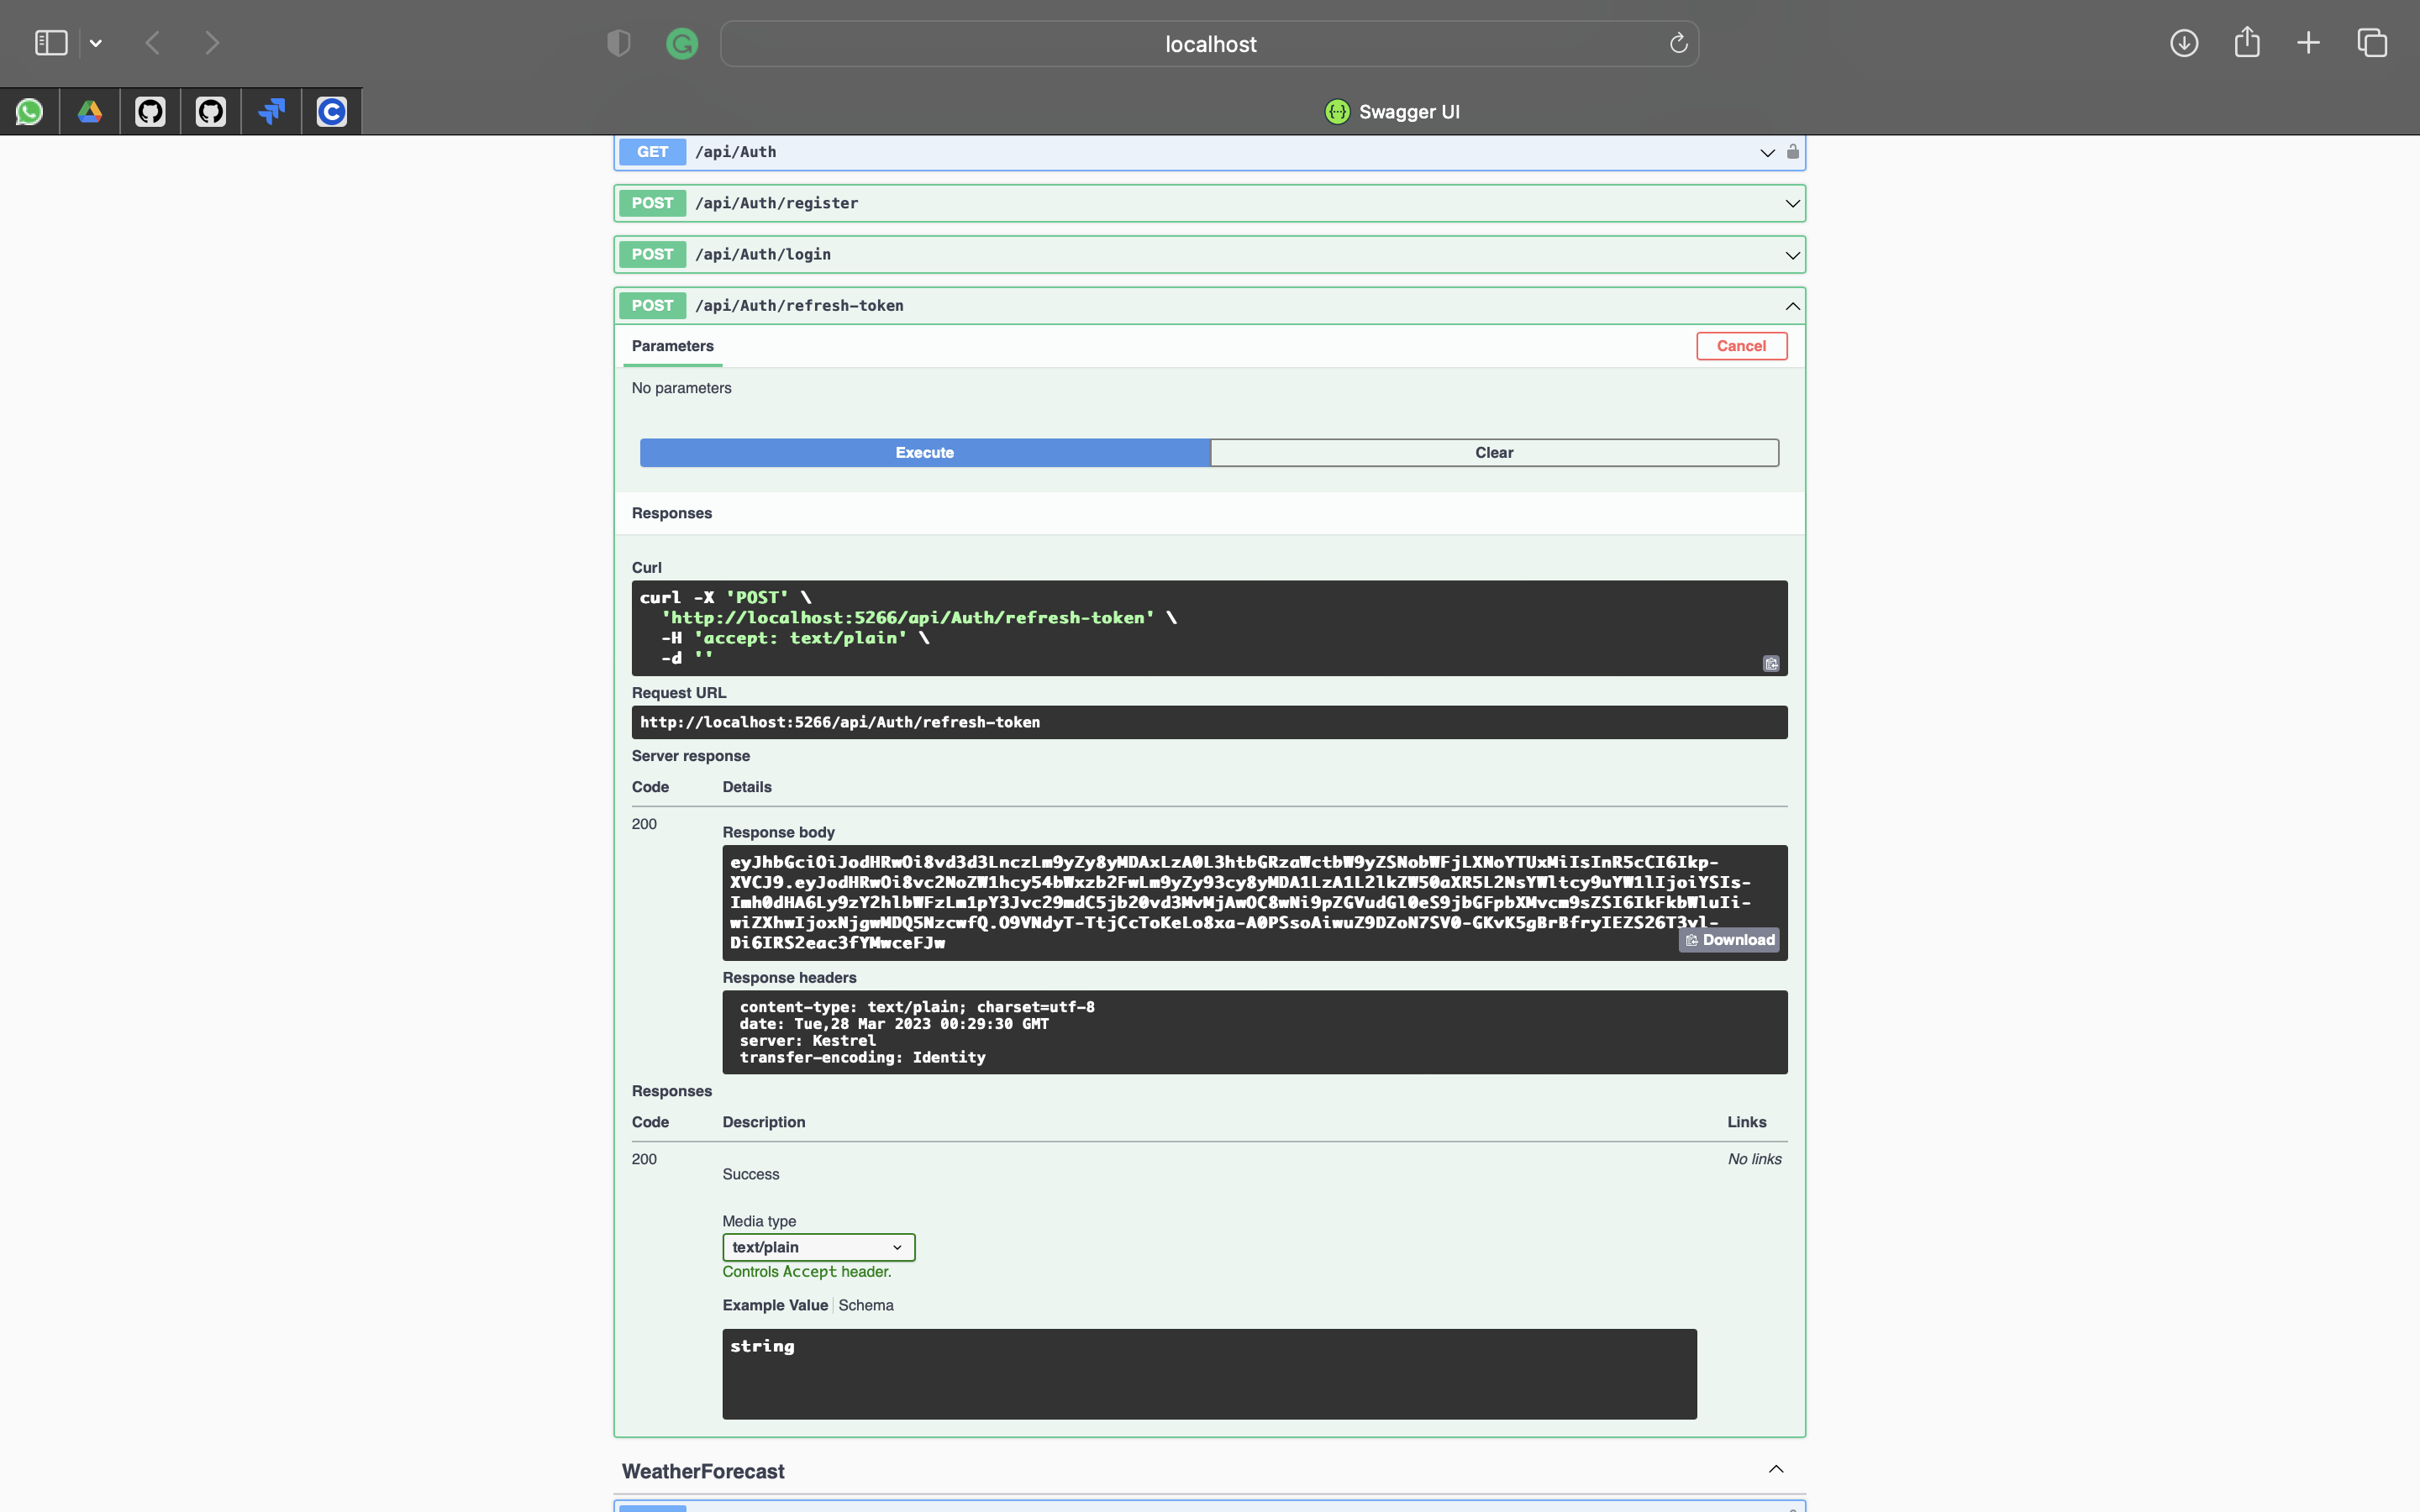 localhost
Swagger UI
GET /api/Auth
POST /api/Auth/register
POST /api/Auth/login
POST /api/Auth/refresh-token
Parameters
Cancel
No parameters
Execute
Clear
Responses
Curl
curl -X 'POST' \
'http://localhost:5266/api/Auth/refresh-token' \
-H 'accept: text/plain' \
-d ''
Request URL
http://localhost:5266/api/Auth/refresh-token
Server response
Code Details
200
Response body
eyJhbGciOiJodHRwOi8vd3d3LnczLm9yZy8yMDAxLzA0L3htbGRzaWctbW9yZSNobWFjLXNoYTUxMiIsInR5cCI6Ikp-
XVCJ9.eyJodHRwOi8vc2NoZW1hcy54bWxzb2FwLm9yZy93cy8yMDA1LzA1L2lkZW50aXR5L2NsYWltcy9uYW1lIjoiYSIs-
Imh0dHA6Ly9zY2hlbWFzLm1pY3Jvc29mdC5jb20vd3MvMjAwOC8wNi9pZGVudGl0eS9jbGFpbXMvcm9sZSI6IkFkbWluIi-
wiZXhwIjoxNjgwMDQ5NzcwfQ.O9VNdyT-TtjCcToKeLo8xa-A0PSsoAiwuZ9DZoN7SV0-GKvK5gBrBfryIEZS26T3vl-
Di6IRS2eac3fYMwceFJw
Download
Response headers
content-type: text/plain; charset=utf-8
date: Tue,28 Mar 2023 00:29:30 GMT
server: Kestrel
transfer-encoding: Identity
Responses
Code Description Links
200
Success
No links
Media type
text/plain
Controls Accept header.
Example Value Schema
string
WeatherForecast